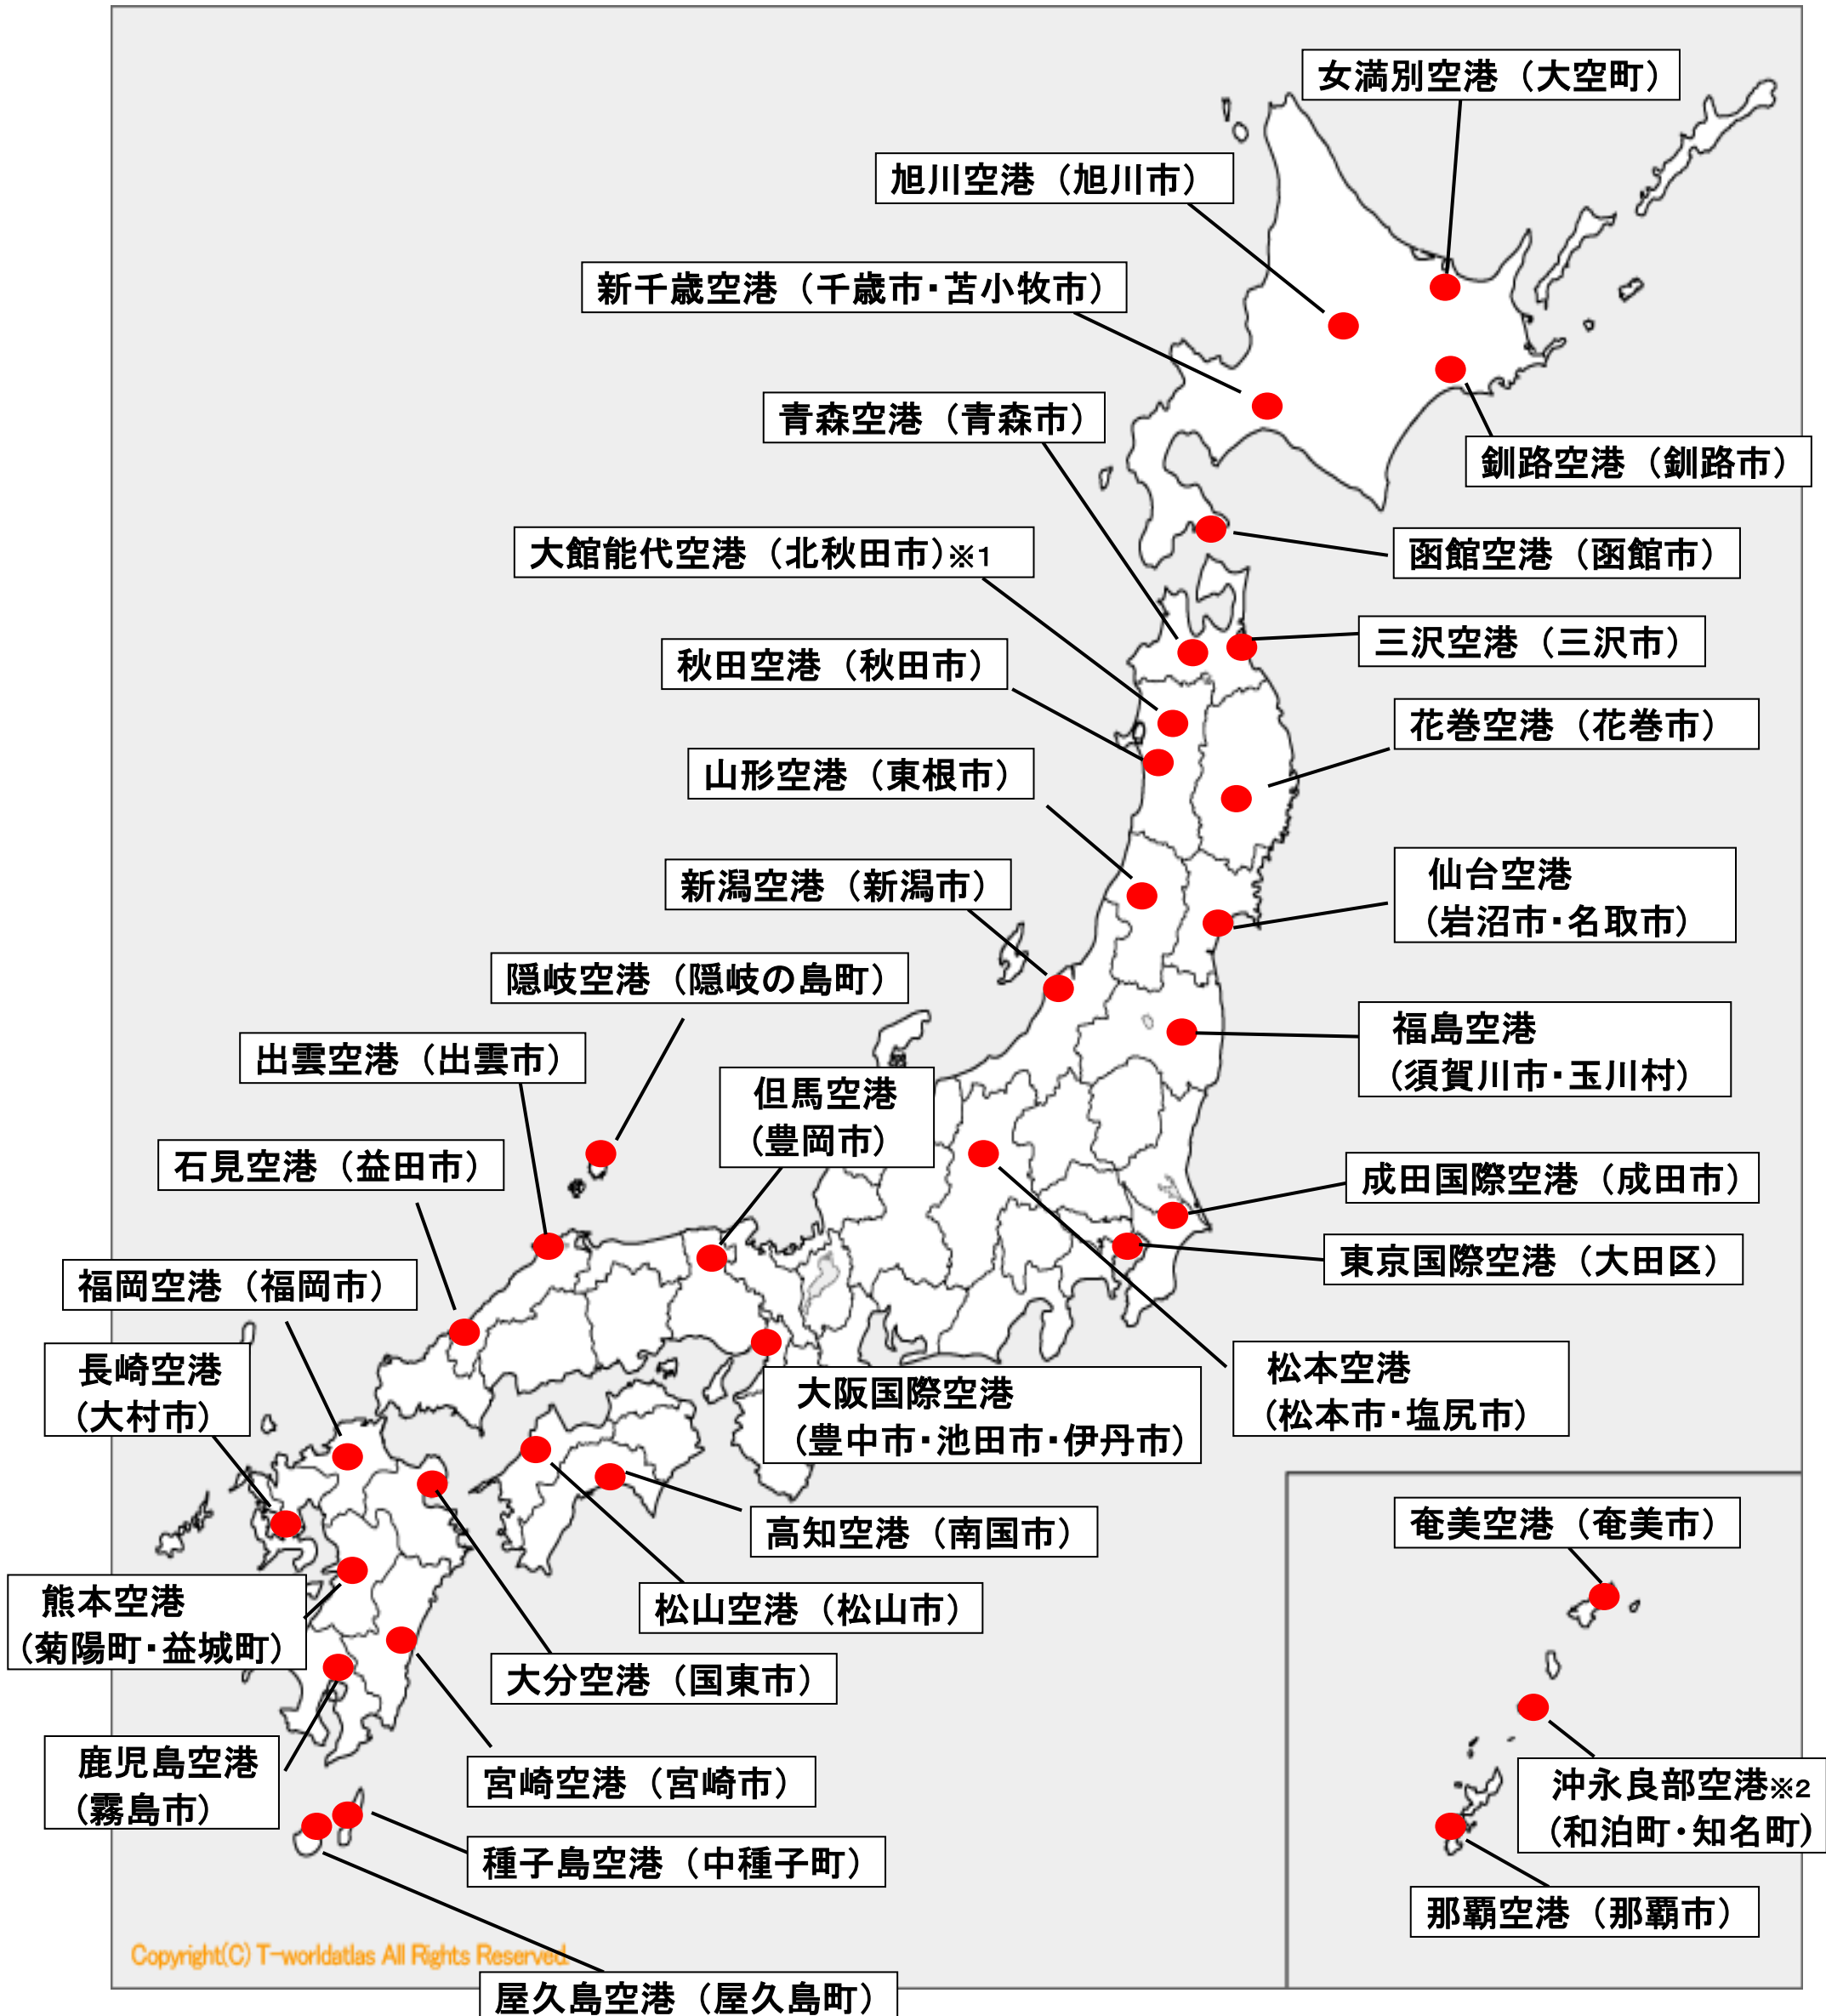 女満別空港（大空町）
旭川空港（旭川市）
新千歳空港（千歳市・苫小牧市）
青森空港（青森市）
釧路空港（釧路市）
大館能代空港（北秋田市）※1
函館空港（函館市）
三沢空港（三沢市）
秋田空港（秋田市）
花巻空港（花巻市）
山形空港（東根市）
新潟空港（新潟市）
仙台空港
（岩沼市・名取市）
隠岐空港（隠岐の島町）
福島空港
（須賀川市・玉川村）
出雲空港（出雲市）
但馬空港
（豊岡市）
石見空港（益田市）
成田国際空港（成田市）
東京国際空港（大田区）
福岡空港（福岡市）
長崎空港
（大村市）
松本空港
（松本市・塩尻市）
大阪国際空港
（豊中市・池田市・伊丹市）
高知空港（南国市）
奄美空港（奄美市）
熊本空港
（菊陽町・益城町）
松山空港（松山市）
大分空港（国東市）
鹿児島空港
（霧島市）
宮崎空港（宮崎市）
沖永良部空港※2
（和泊町・知名町）
種子島空港（中種子町）
那覇空港（那覇市）
Copyright(C) T-worldatlas All Rights Reserved.
屋久島空港（屋久島町）